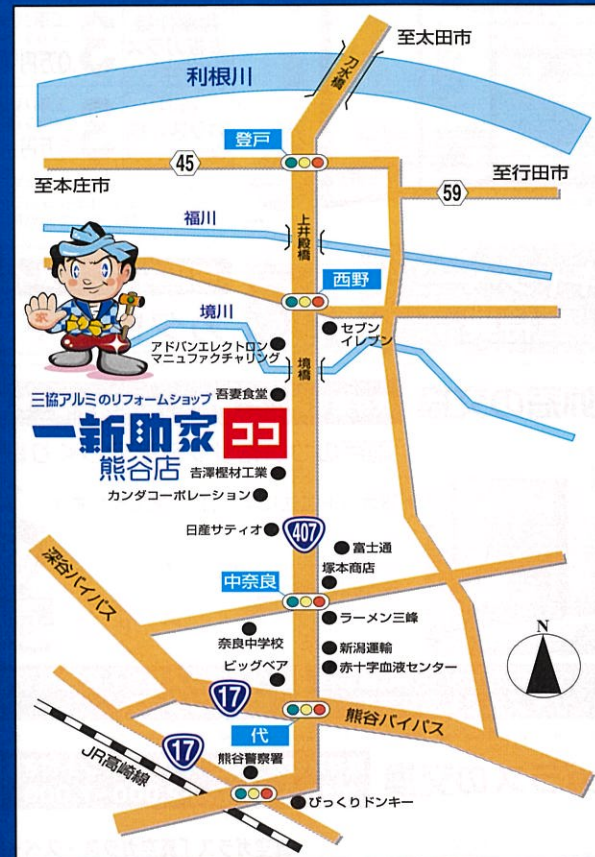 至太田市
利根川
刀水橋
登戸
45
至本庄市
至行田市
59
福川
上井殿橋
西野
境川
セブン
イレブン
アドバンエレクトロン
マニュファクチャリング
境橋
吾妻食堂
三協アルミのリフォームショップ
一新助家
ココ
熊谷店
吉澤樫材工業
カンダコーポレーション
日産サティオ
407
富士通
深谷バイパス
塚本商店
中奈良
ラーメン三峰
奈良中学校
新潟運輸
ビッグベア
赤十字血液センター
N
17
熊谷バイパス
代
17
熊谷警察署
JR高崎線
びっくりドンキー
家